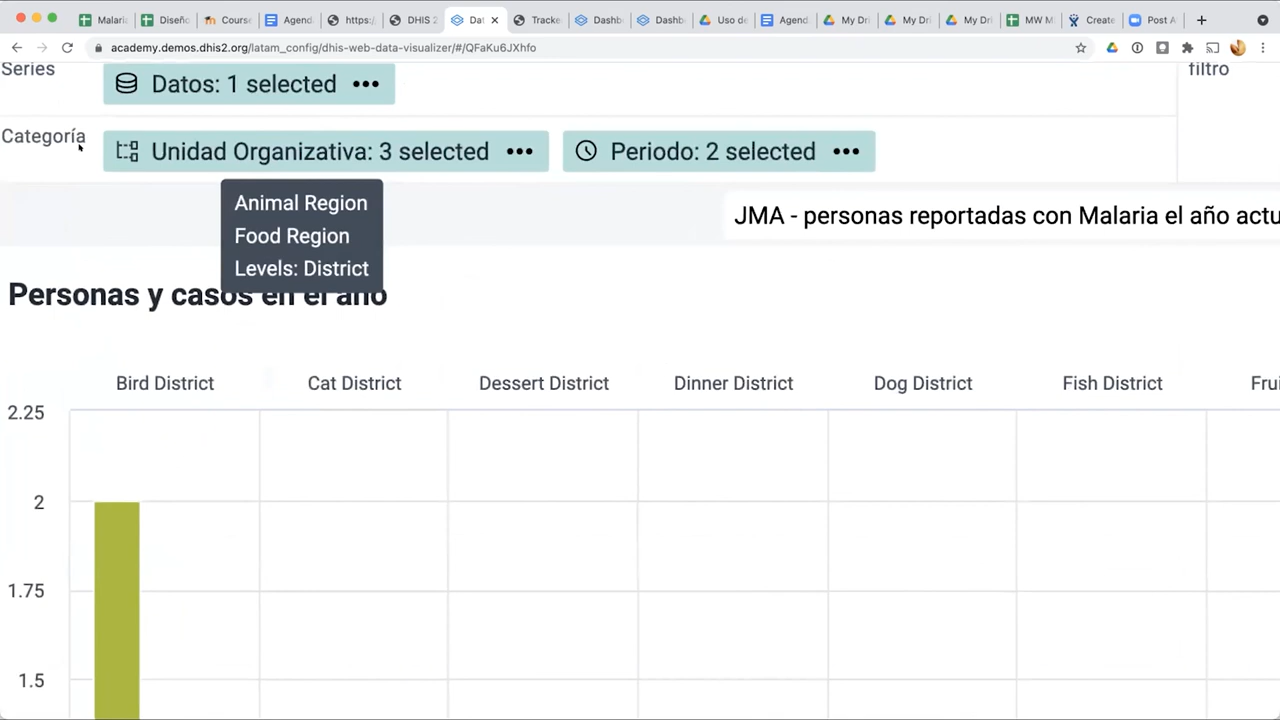 Malaria
Diseño
Course
Agend
https:/
DHIS 2
Dat
Tracke
Dashb
Dashb
Uso de
Agend
My Dri
My Dri
My Dri
MW M
Create
Post A
academy.demos.dhis2.org/latam_config/dhis-web-data-visualizer/#/QFaKu6JXhfo
Series
Datos: 1 selected
filtro
Categoría
Unidad Organizativa: 3 selected
Periodo: 2 selected
Animal Region
Food Region
Levels: District
JMA - personas reportadas con Malaria el año actu
Personas y casos en el año
Bird District
Cat District
Dessert District
Dinner District
Dog District
Fish District
Frui
2.25
2
1.75
1.5